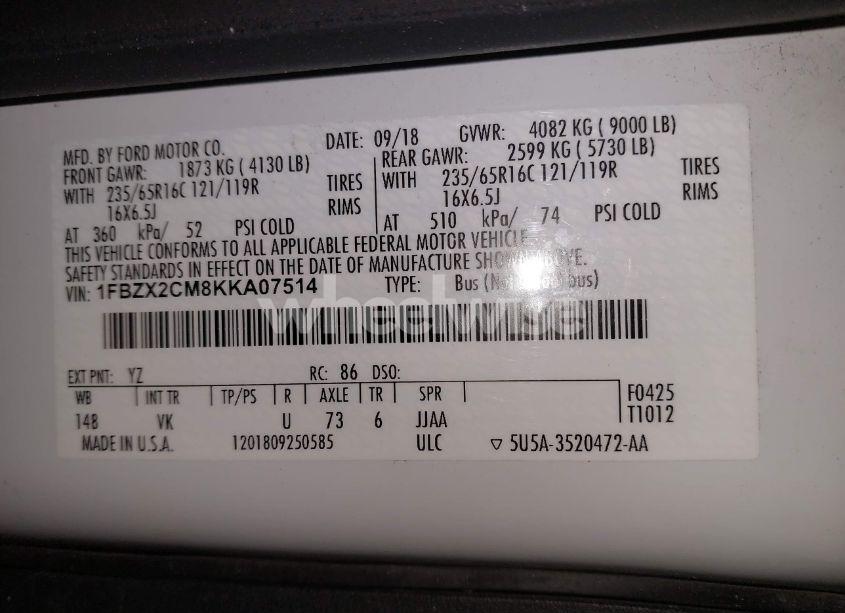 MFD. BY FORD MOTOR CO. DATE: 09/18 GVWR: 4082 KG ( 9000 LB)
FRONT GAWR: 1873 KG ( 4130 LB) REAR GAWR: 2599 KG ( 5730 LB)
WITH 235/65R16C 121/119R TIRES WITH 235/65R16C 121/119R TIRES
16X6.5J RIMS 16X6.5J RIMS
AT 360 kPa/ 52 PSI COLD AT 510 kPa/ 74 PSI COLD
THIS VEHICLE CONFORMS TO ALL APPLICABLE FEDERAL MOTOR VEHICLE
SAFETY STANDARDS IN EFFECT ON THE DATE OF MANUFACTURE SHOWN ABOVE.
VIN: 1FBZX2CM8KKA07514 TYPE: Bus (Not bus)
wheelwise
EXT PNT: YZ RC: 86 DSO:
WB INT TR TP/PS R AXLE TR SPR F0425
148 VK U 73 6 JJAA T1012
MADE IN U.S.A. 1201809250585 ULC ▽ 5U5A-3520472-AA